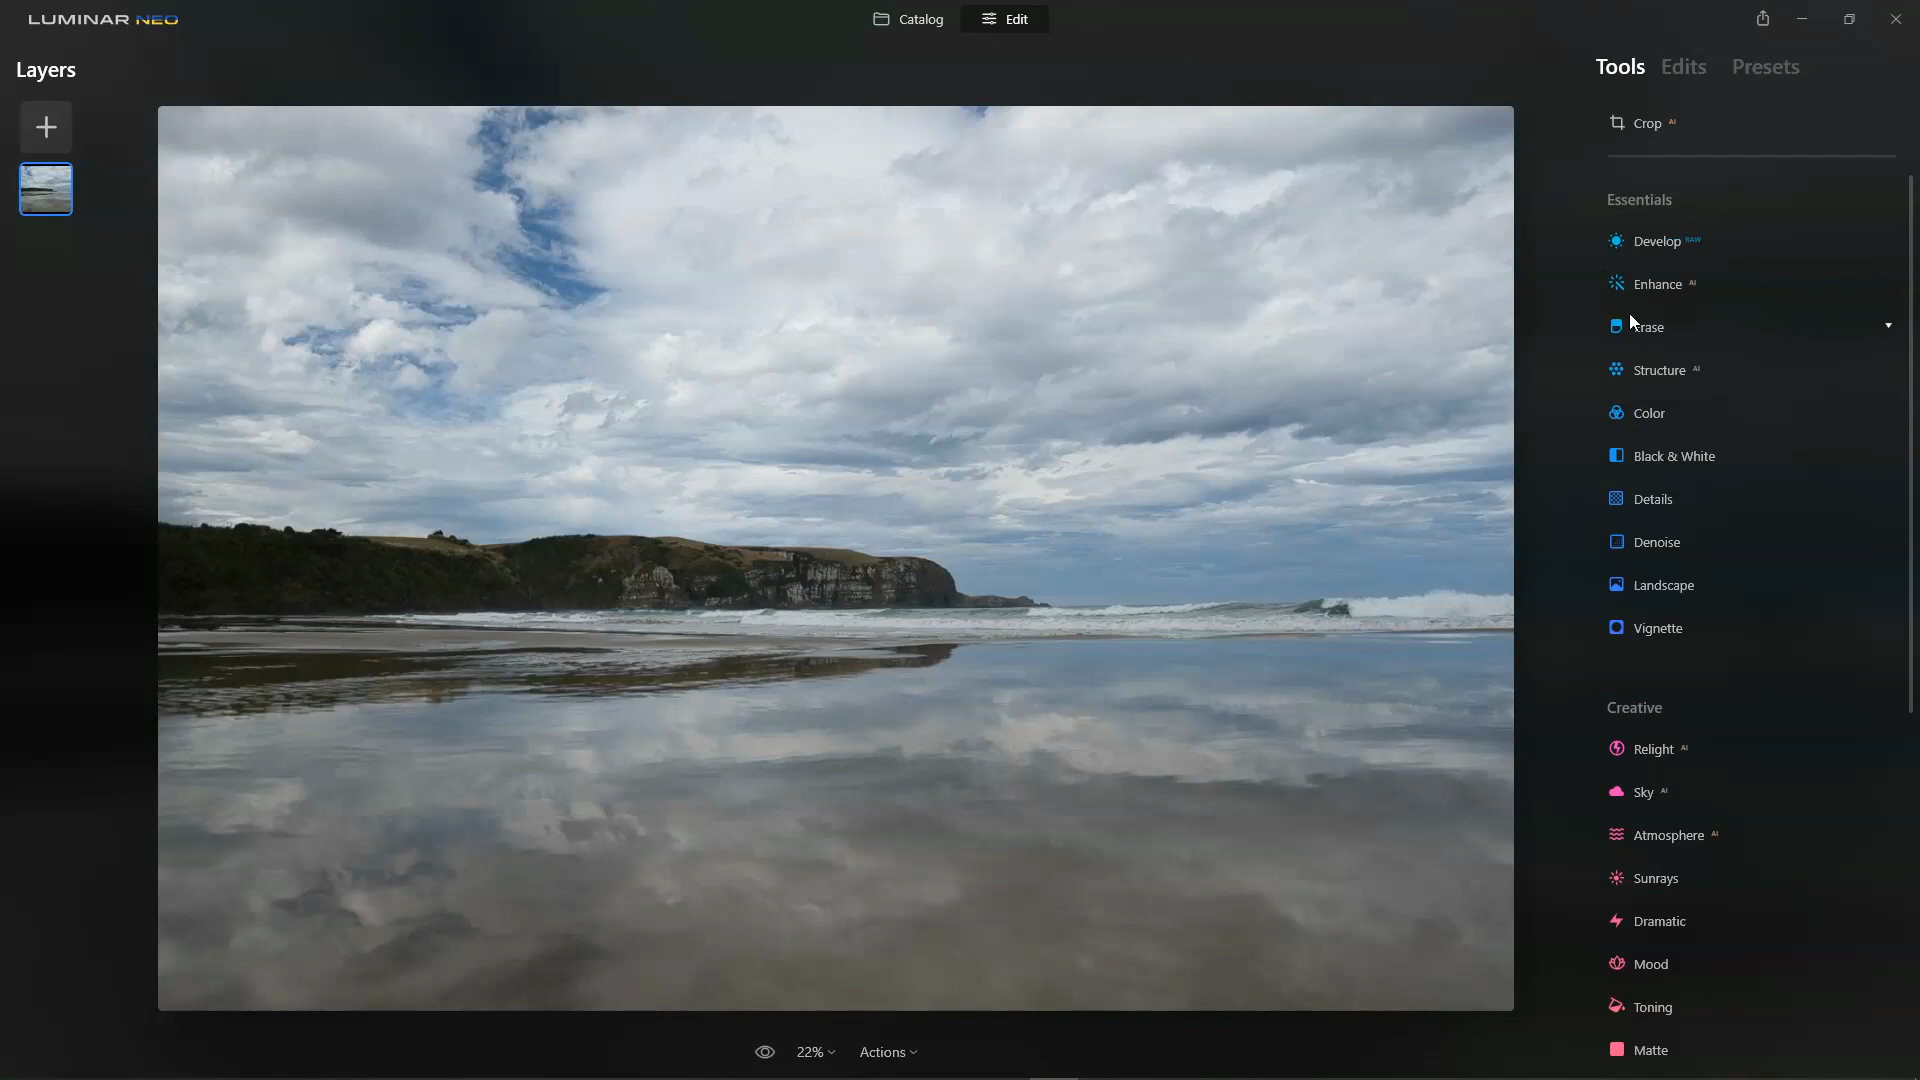 LUMINAR NEO
Catalog
Edit
Layers
Tools Edits Presets
Crop AI
Essentials
Develop RAW
Enhance AI
Erase
Structure AI
Color
Black & White
Details
Denoise
Landscape
Vignette
Creative
Relight AI
Sky AI
Atmosphere AI
Sunrays
Dramatic
Mood
Toning
Matte
22% Actions